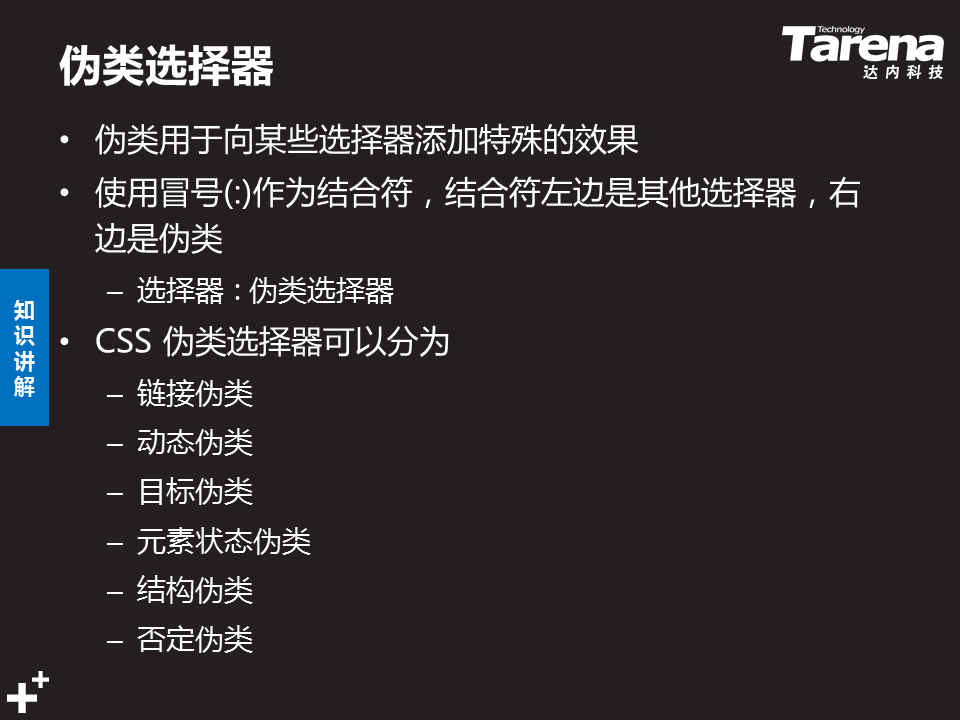 伪类选择器
Technology
Tarena
达内科技
• 伪类用于向某些选择器添加特殊的效果
• 使用冒号(:)作为结合符，结合符左边是其他选择器，右
边是伪类
– 选择器 : 伪类选择器
• CSS 伪类选择器可以分为
– 链接伪类
– 动态伪类
– 目标伪类
– 元素状态伪类
– 结构伪类
– 否定伪类
知
识
讲
解